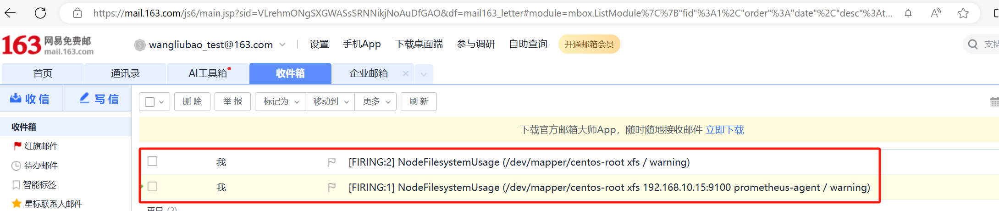 https://mail.163.com/js6/main.jsp?sid=VLrehmONgSXGWASsSRNNikjNoAuDfGAO&df=mail163_letter#module=mbox.ListModule%7C%7B"fid"%3A1%2C"order"%3A"date"%2C"desc"%3At...
163 网易免费邮
mail.163.com
wangliubao_test@163.com | 设置 手机App 下载桌面端 参与调研 自助查询 开通邮箱会员 支持
首页 通讯录 AI工具箱 收件箱 企业邮箱
收信 写信 删 除 举 报 标记为 移动到 更多 刷 新
收件箱
下载官方邮箱大师App，随时随地接收邮件 立即下载
红旗邮件
我 [FIRING:2] NodeFilesystemUsage (/dev/mapper/centos-root xfs / warning)
待办邮件
智能标签
我 [FIRING:1] NodeFilesystemUsage (/dev/mapper/centos-root xfs 192.168.10.15:9100 prometheus-agent / warning)
星标联系人邮件
更早 (2)